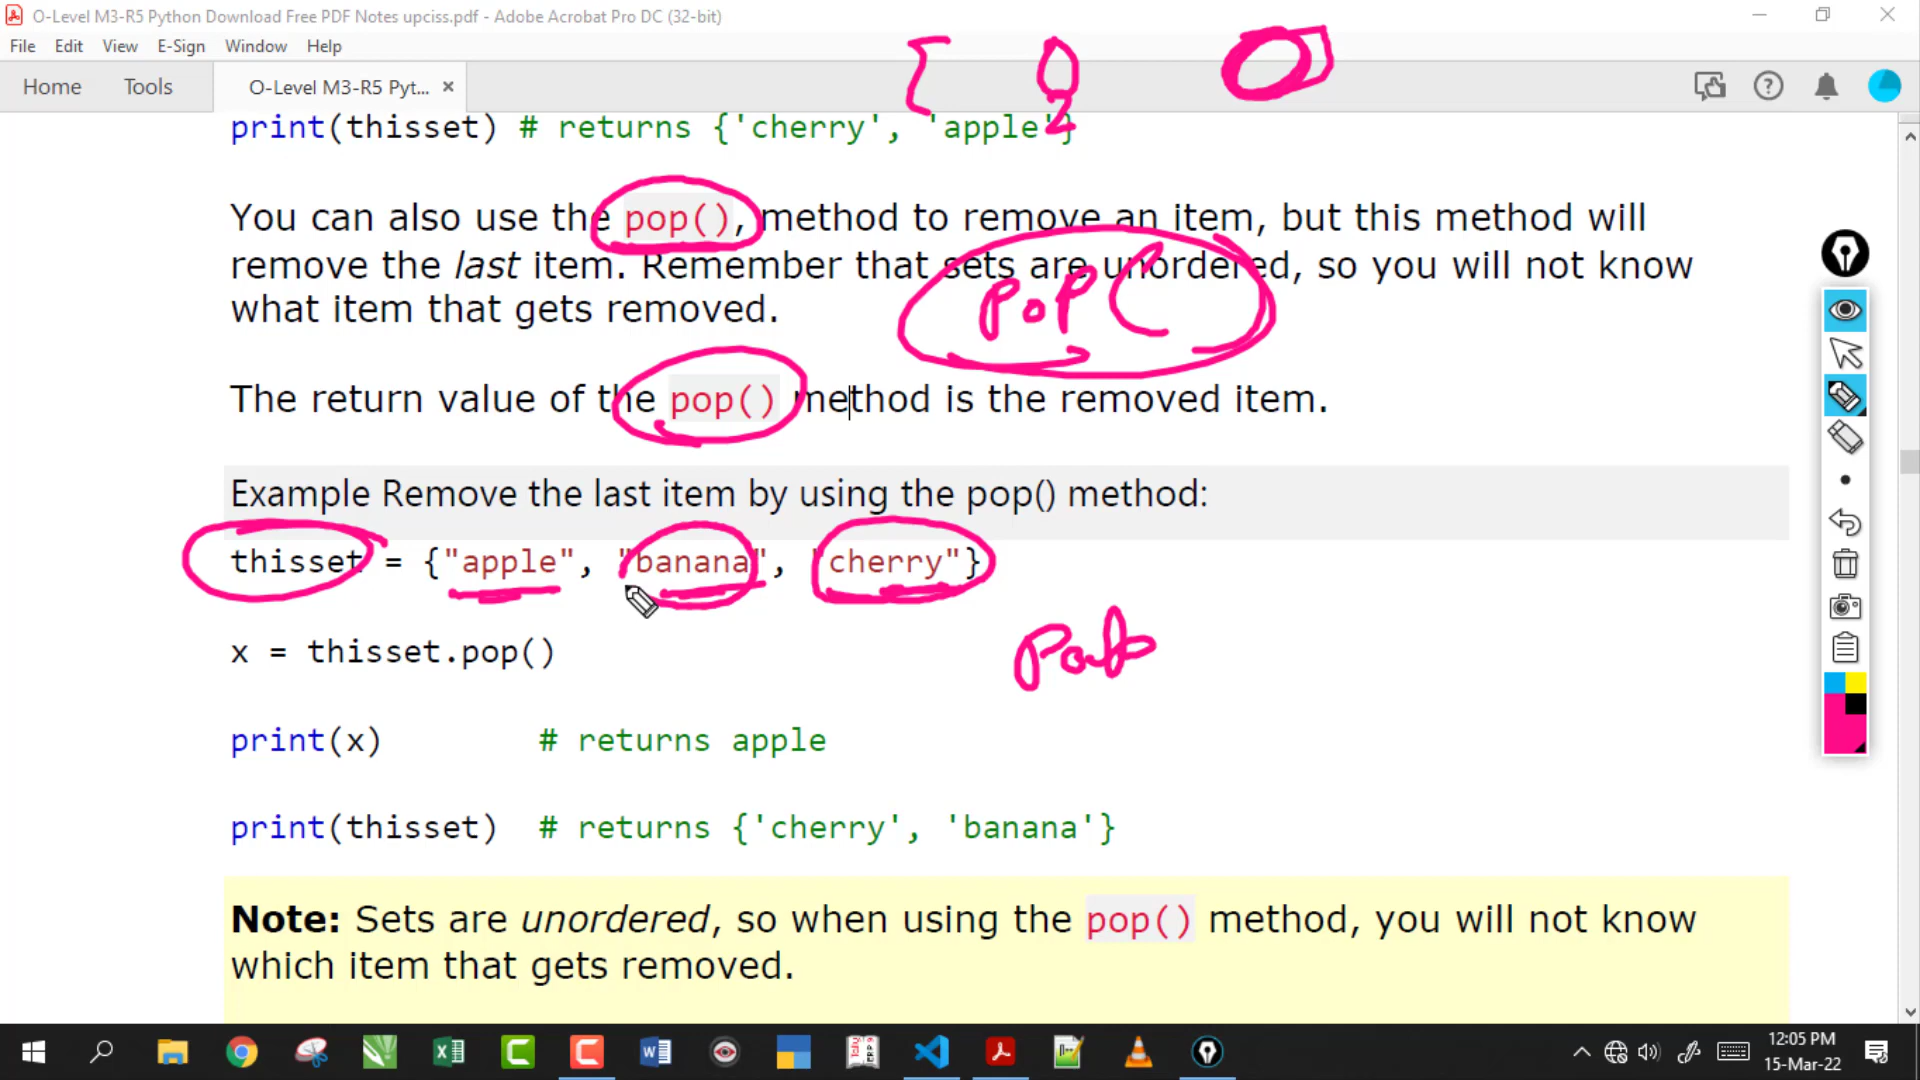 O-Level M3-R5 Python Download Free PDF Notes upciss.pdf - Adobe Acrobat Pro DC (32-bit)
File Edit View E-Sign Window Help
Home Tools O-Level M3-R5 Pyt... ×
print(thisset) # returns {'cherry', 'apple'}
2
You can also use the pop(), method to remove an item, but this method will
remove the last item. Remember that sets are unordered, so you will not know
what item that gets removed.
pop(
The return value of the pop() method is the removed item.
Example Remove the last item by using the pop() method:
thisset = {"apple", "banana", "cherry"}
x = thisset.pop()
print(x) # returns apple
print(thisset) # returns {'cherry', 'banana'}
Note: Sets are unordered, so when using the pop() method, you will not know
which item that gets removed.
12:05 PM
15-Mar-22